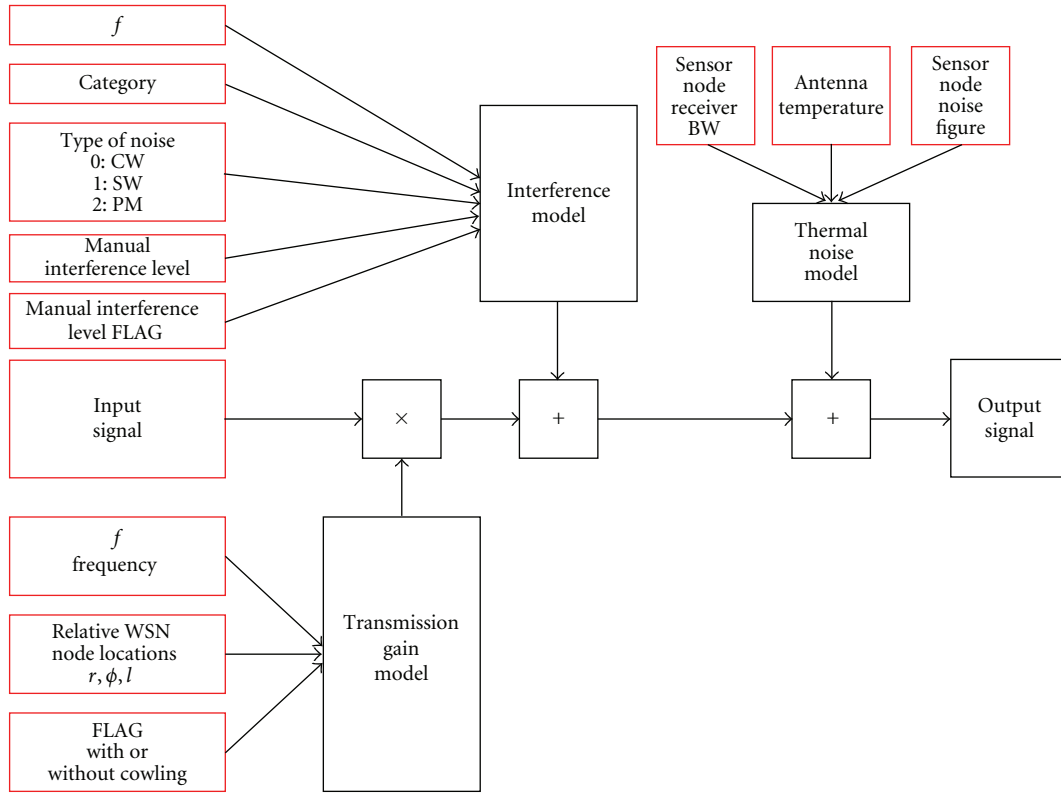 f
Category
Type of noise
0: CW
1: SW
2: PM
Manual
interference level
Manual interference
level FLAG
Interference
model
Sensor
node
receiver
BW
Antenna
temperature
Sensor
node
noise
figure
Thermal
noise
model
Input
signal
×
+
+
Output
signal
f
frequency
Relative WSN
node locations
r, ϕ, l
FLAG
with or
without cowling
Transmission
gain
model